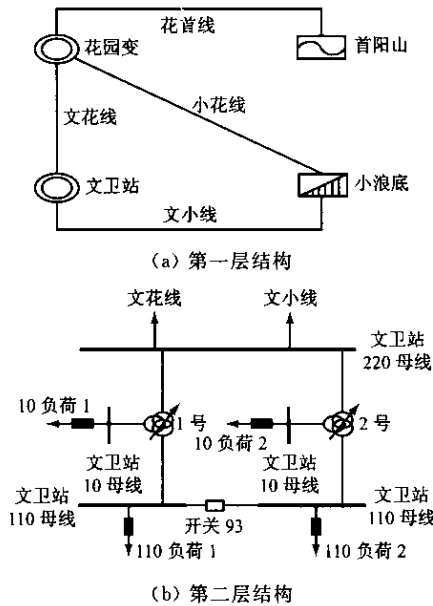 花首线
花园变
首阳山
文花线
小花线
文卫站
小浪底
文小线
(a) 第一层结构
文花线
文小线
文卫站
220 母线
10 负荷 1
1 号
10 负荷 2
2 号
文卫站
10 母线
文卫站
10 母线
文卫站
110 母线
开关 93
文卫站
110 母线
110 负荷 1
110 负荷 2
(b) 第二层结构